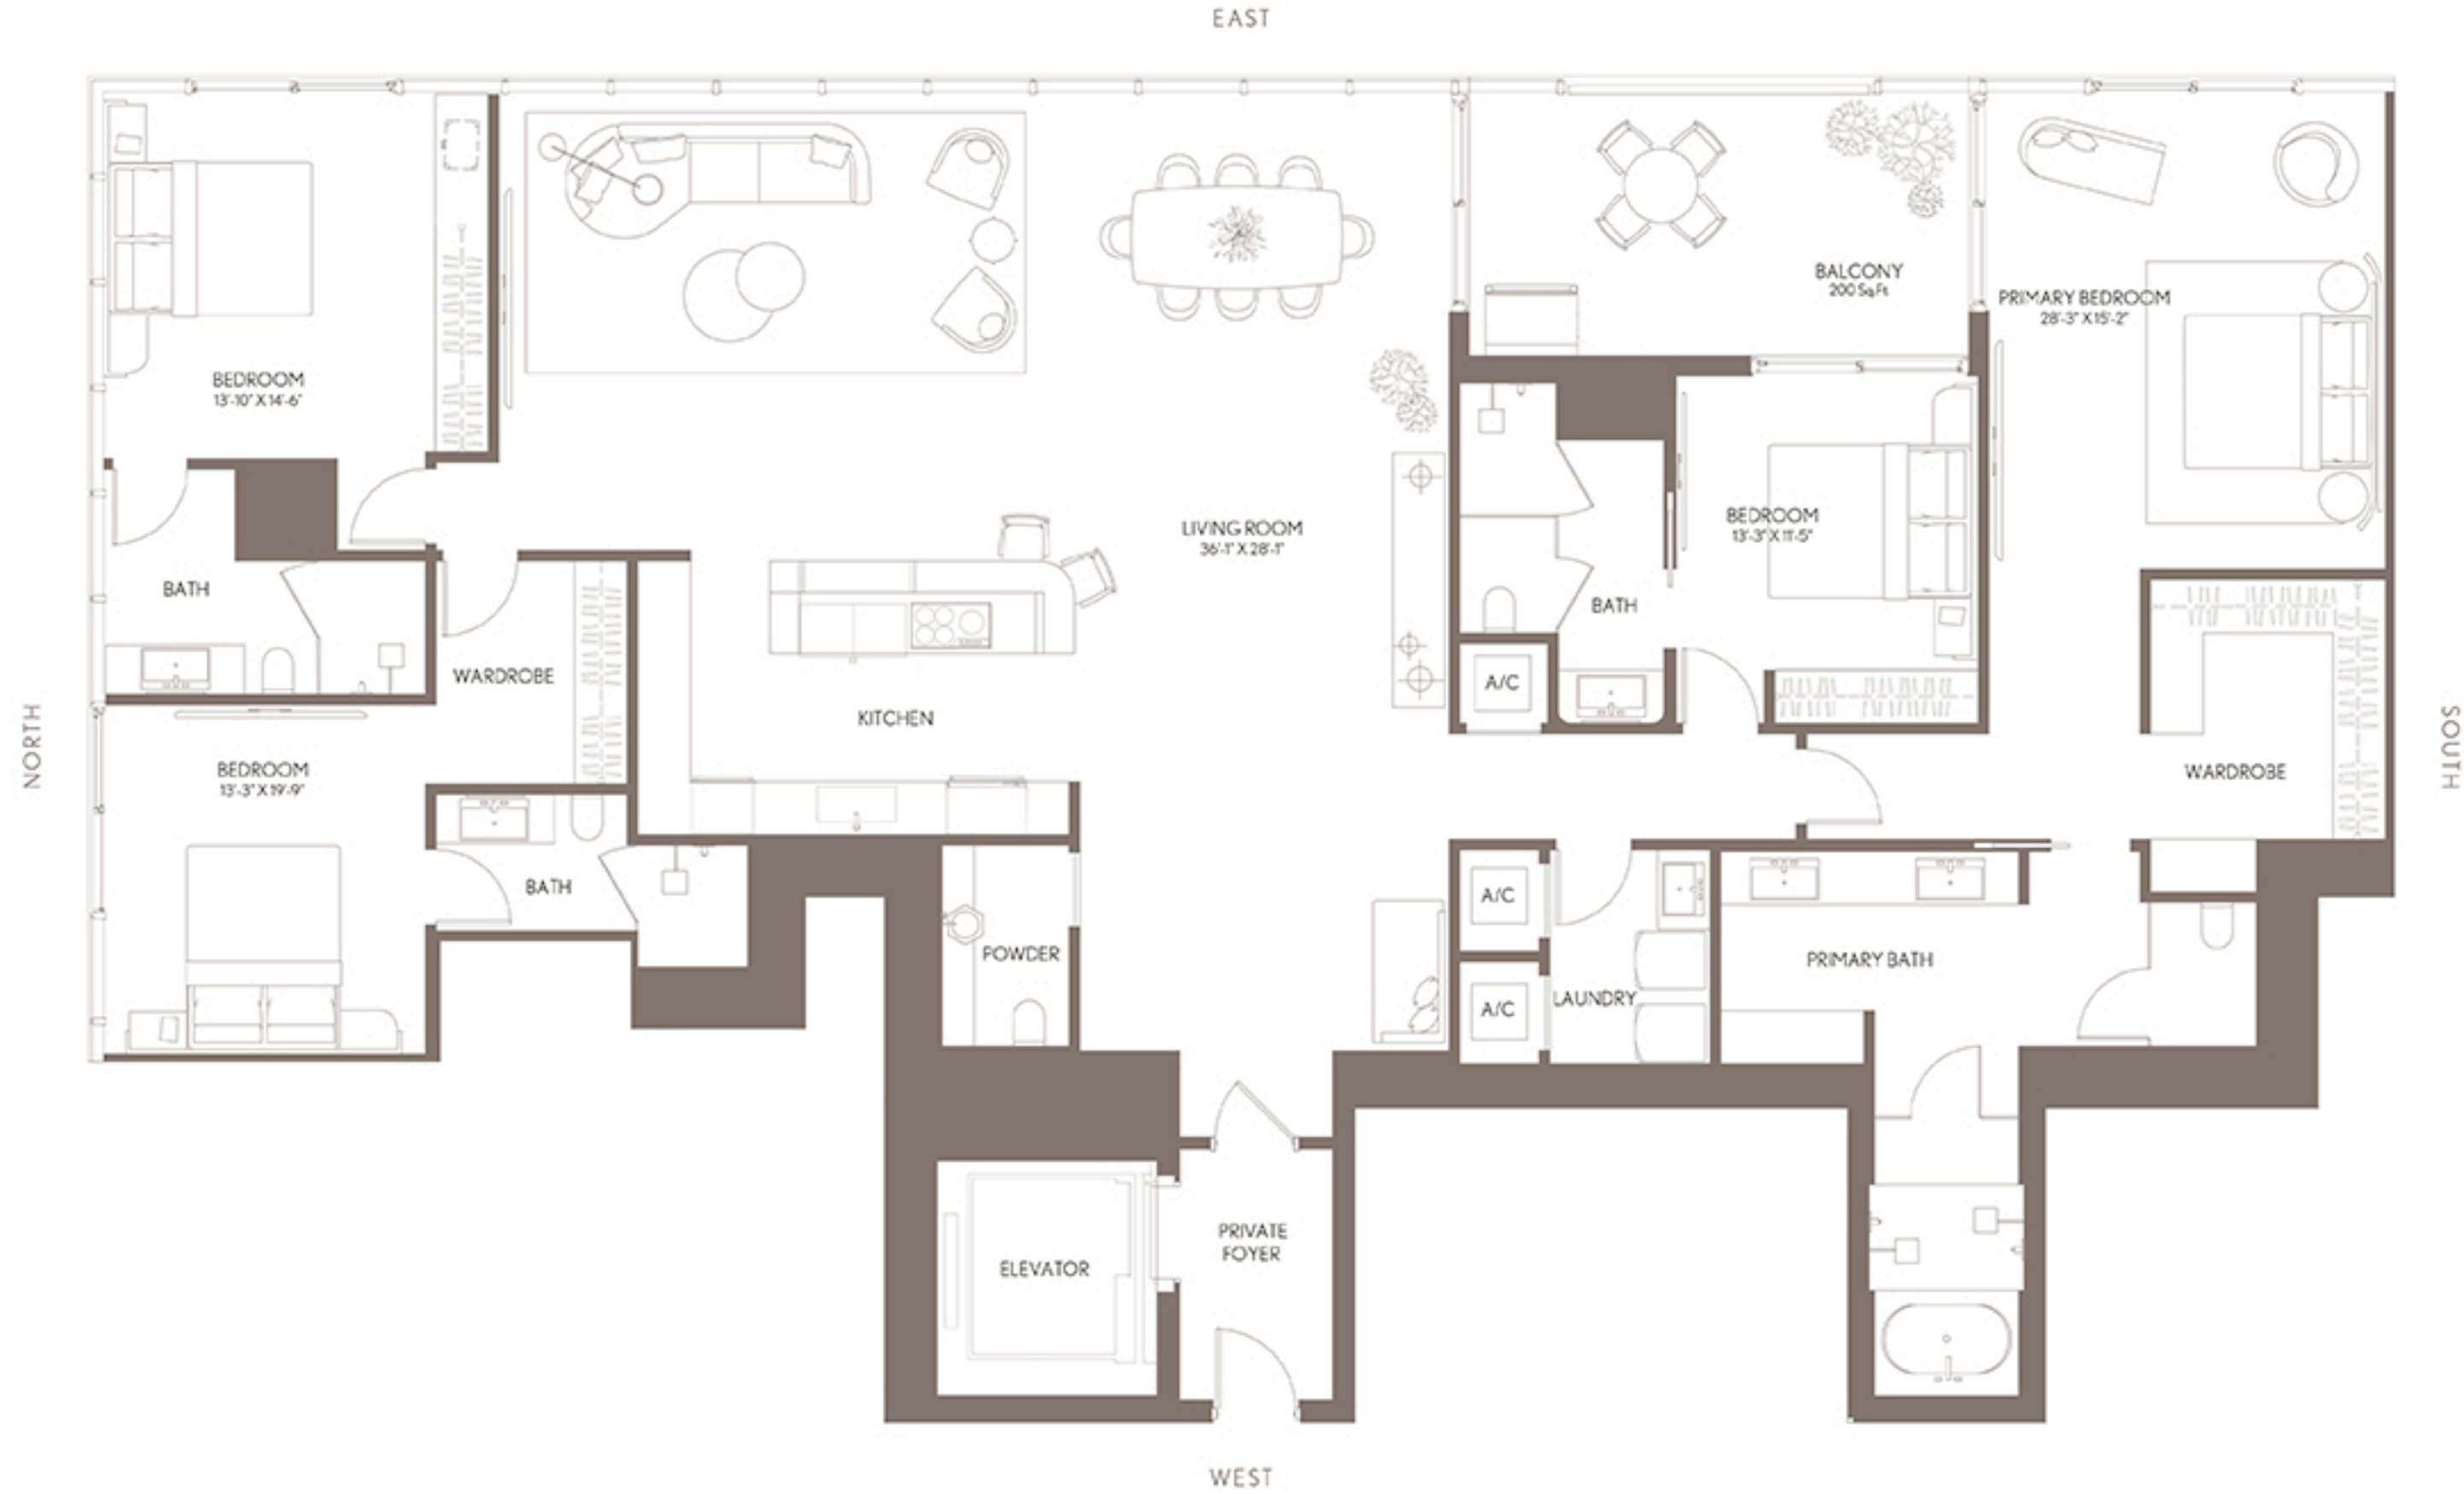 EAST
BALCONY
200 Sq.Ft.
PRIMARY BEDROOM
28'-3" X 15'-2"
BEDROOM
13'-10" X 14'-6"
LIVING ROOM
36'-1" X 28'-1"
BEDROOM
13'-3" X 11'-5"
BATH
BATH
WARDROBE
A/C
KITCHEN
NORTH
SOUTH
BEDROOM
13'-3" X 19'-9"
WARDROBE
BATH
A/C
POWDER
PRIMARY BATH
LAUNDRY
A/C
PRIVATE
FOYER
ELEVATOR
WEST